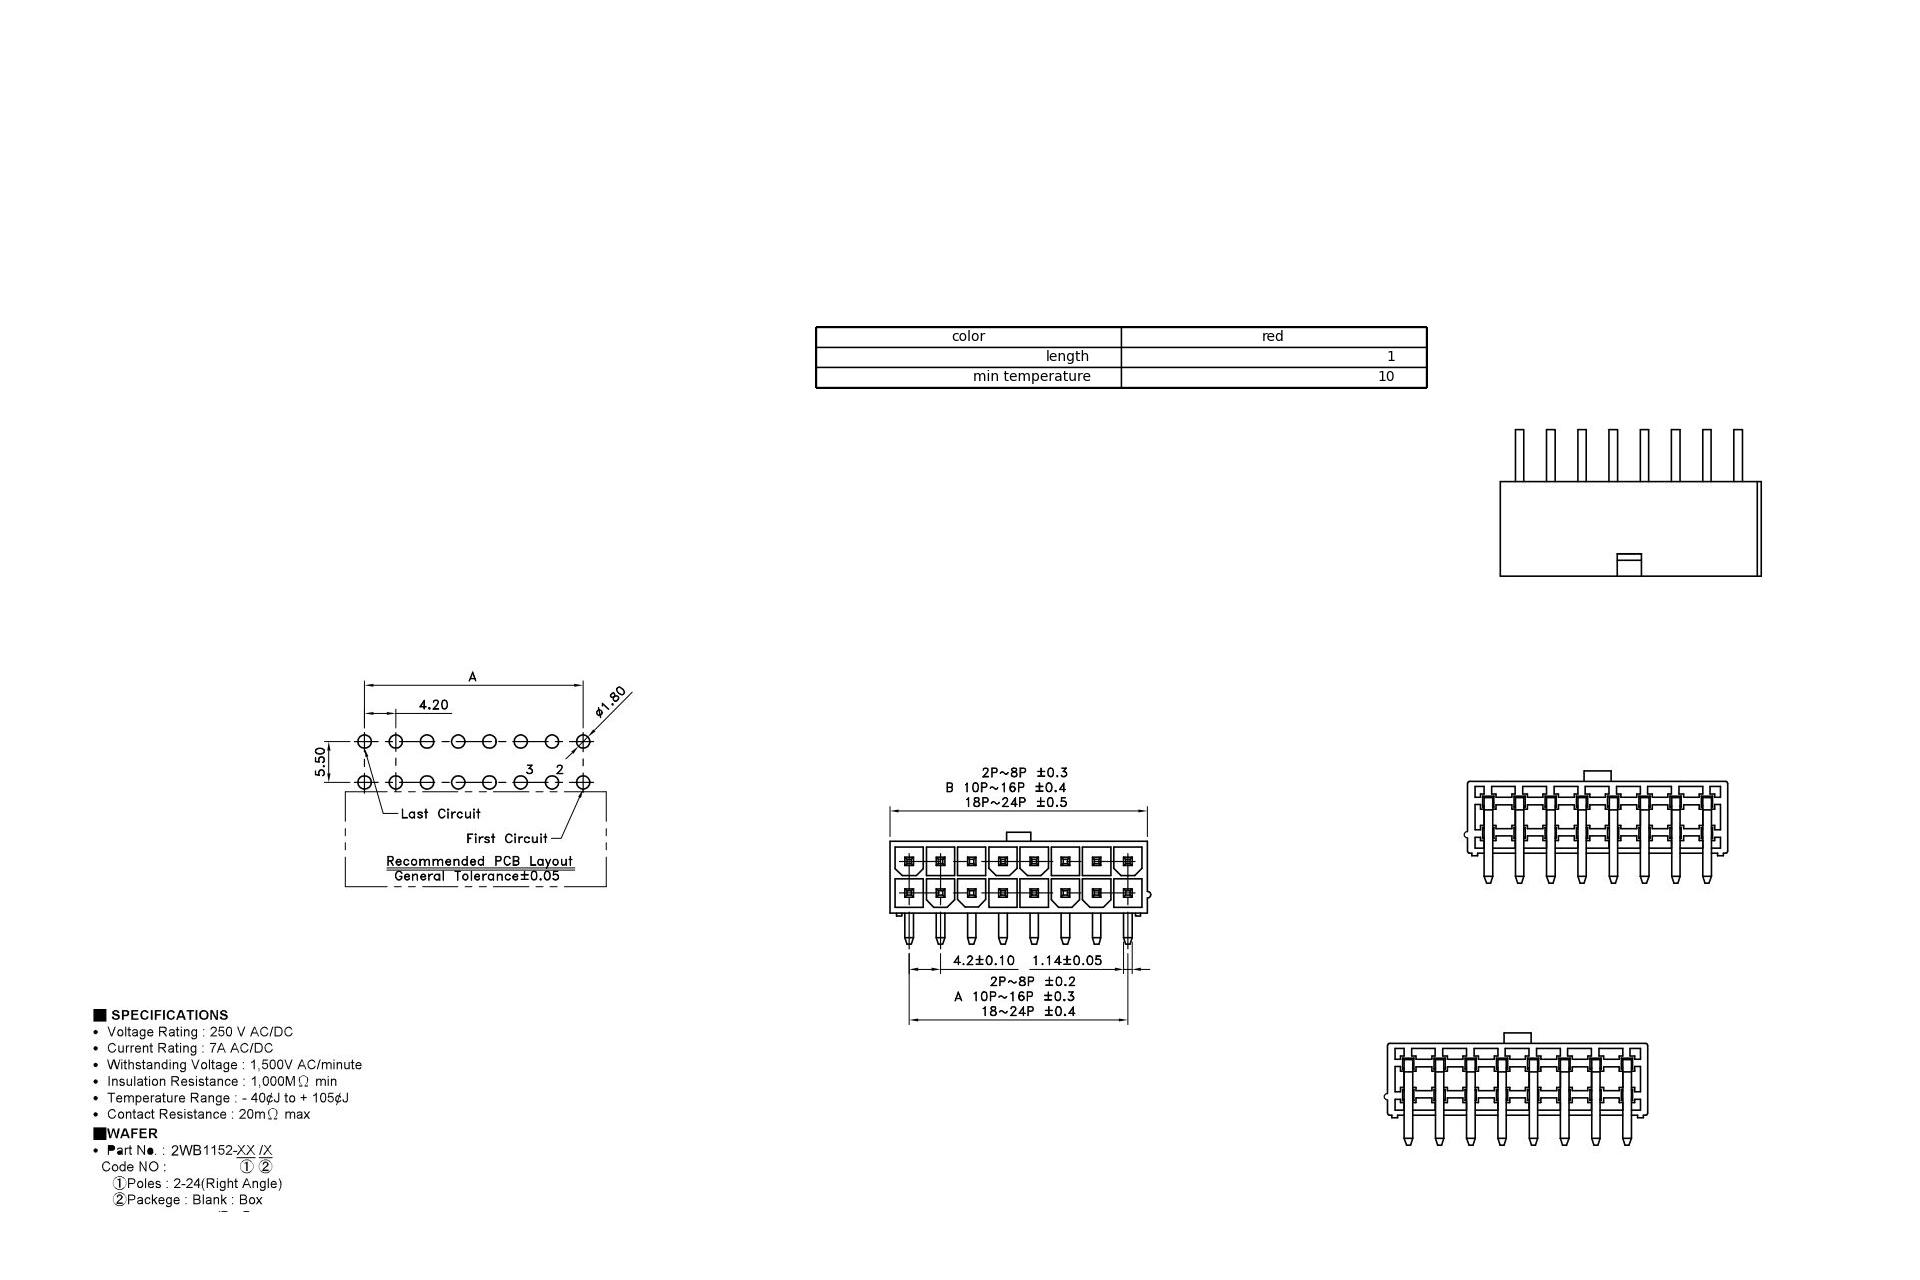 color red
length 1
min temperature 10
A
4.20
ø1.80
5.50
3 2
Last Circuit
First Circuit
Recommended PCB Layout
General Tolerance±0.05
2P~8P ±0.3
B 10P~16P ±0.4
18P~24P ±0.5
4.2±0.10 1.14±0.05
2P~8P ±0.2
A 10P~16P ±0.3
18~24P ±0.4
■ SPECIFICATIONS
• Voltage Rating : 250 V AC/DC
• Current Rating : 7A AC/DC
• Withstanding Voltage : 1,500V AC/minute
• Insulation Resistance : 1,000MΩ min
• Temperature Range : - 40¢J to + 105¢J
• Contact Resistance : 20mΩ max
■WAFER
• Part No. : 2WB1152-XX /X
Code NO : ① ②
①Poles : 2-24(Right Angle)
②Packege : Blank : Box